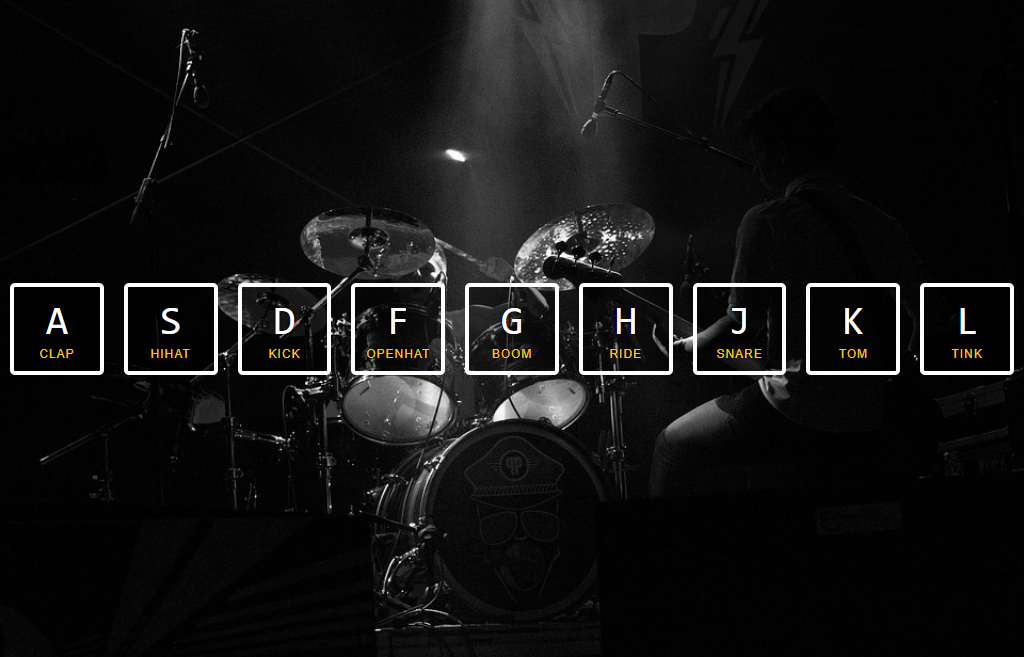 A S D F G H J K L
CLAP HIHAT KICK OPENHAT BOOM RIDE SNARE TOM TINK